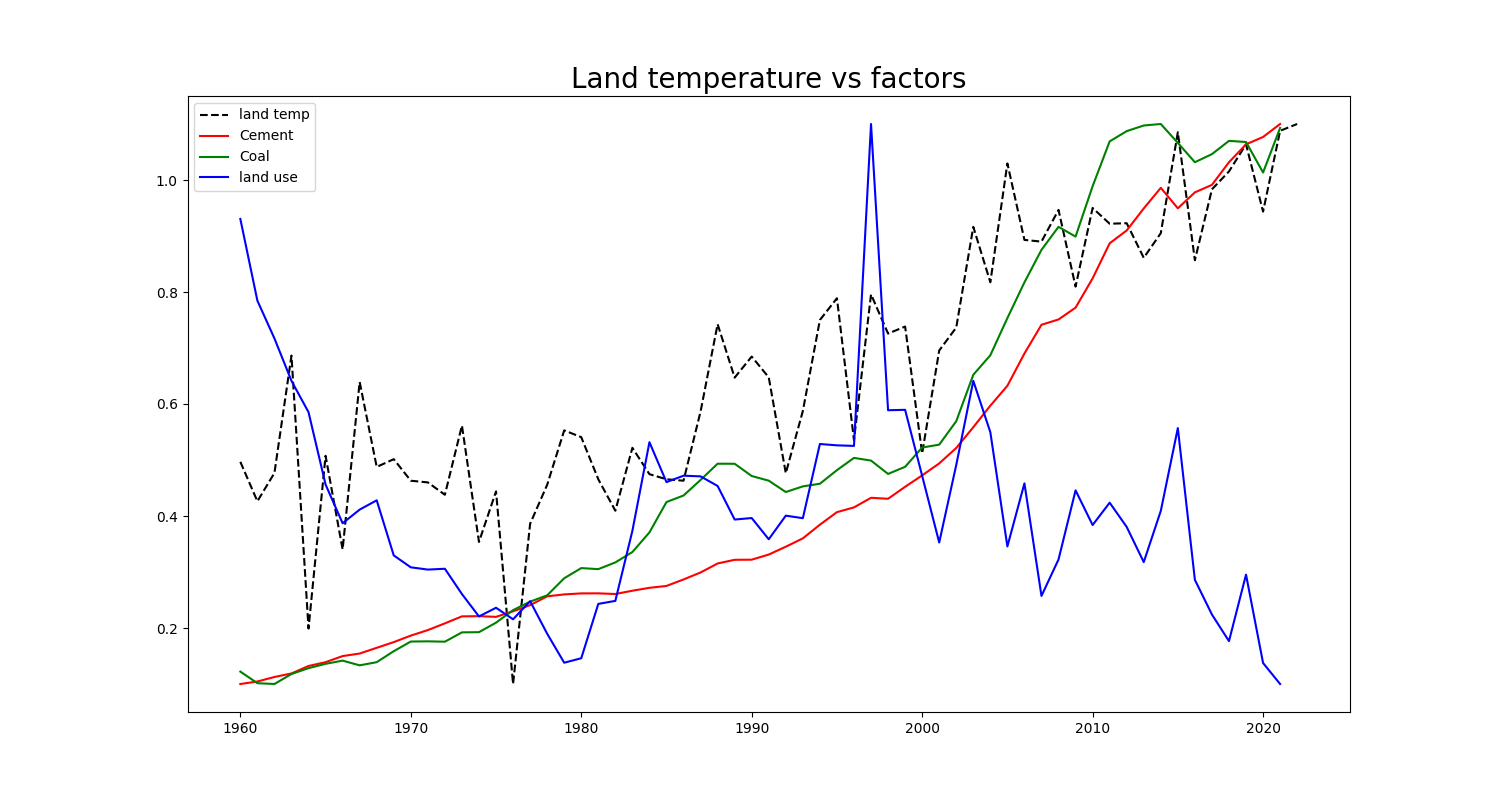 Land temperature vs factors
land temp
Cement
Coal
land use
1.0
0.8
0.6
0.4
0.2
1960 1970 1980 1990 2000 2010 2020